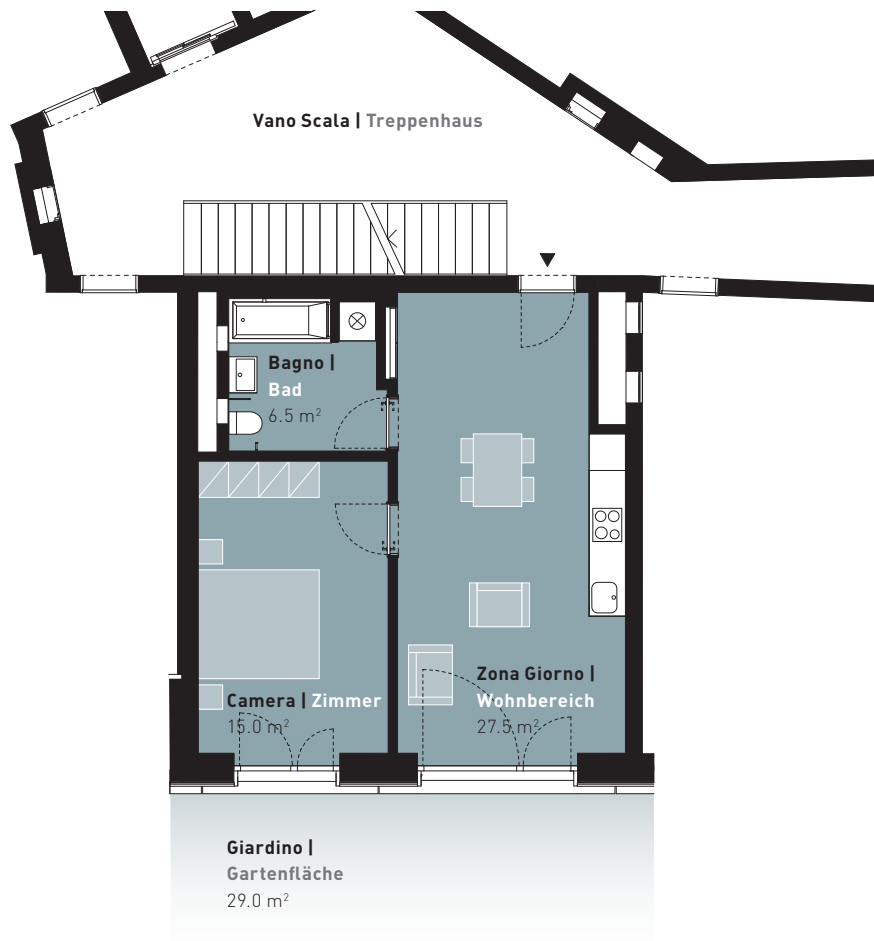 Vano Scala | Treppenhaus
Bagno |
Bad
6.5 m²
Zona Giorno |
Wohnbereich
27.5 m²
Camera | Zimmer
15.0 m²
Giardino |
Gartenfläche
29.0 m²